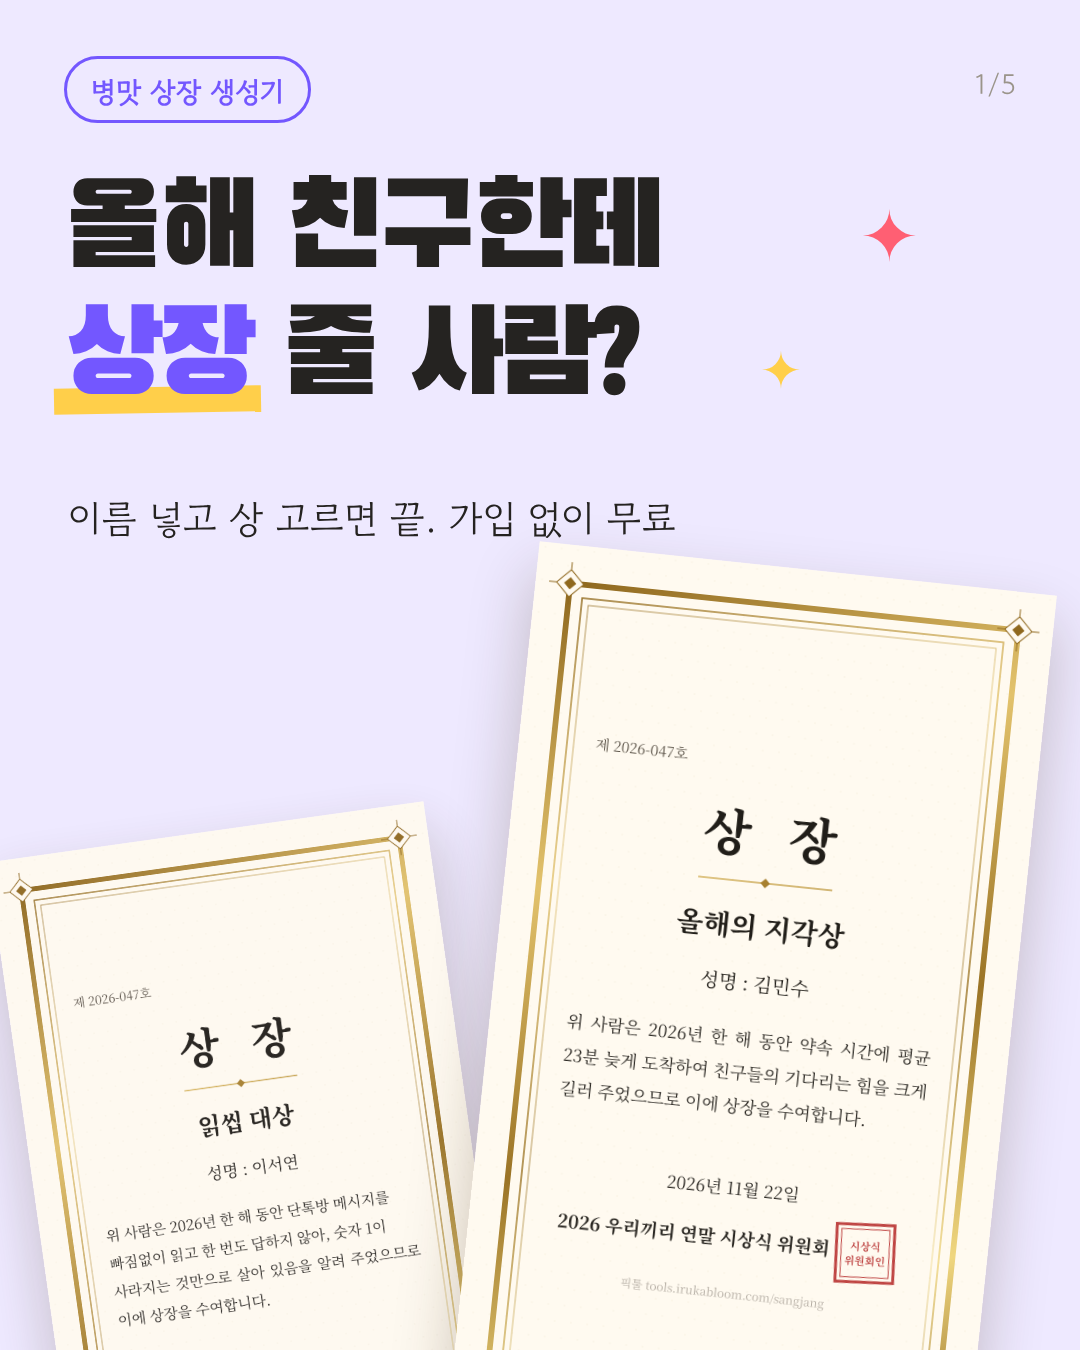 병맛 상장 생성기
1/5
올해 친구한테
상장 줄 사람?
이름 넣고 상 고르면 끝. 가입 없이 무료
제 2026-047호
상 장
올해의 지각상
성명 : 김민수
위 사람은 2026년 한 해 동안 약속 시간에 평균
23분 늦게 도착하여 친구들의 기다리는 힘을 크게
길러 주었으므로 이에 상장을 수여합니다.
2026년 11월 22일
2026 우리끼리 연말 시상식 위원회
시상식
위원회인
픽툴 tools.irukabloom.com/sangjang
제 2026-047호
상 장
읽씹 대상
성명 : 이서연
위 사람은 2026년 한 해 동안 단톡방 메시지를
빠짐없이 읽고 한 번도 답하지 않아, 숫자 1이
사라지는 것만으로 살아 있음을 알려 주었으므로
이에 상장을 수여합니다.